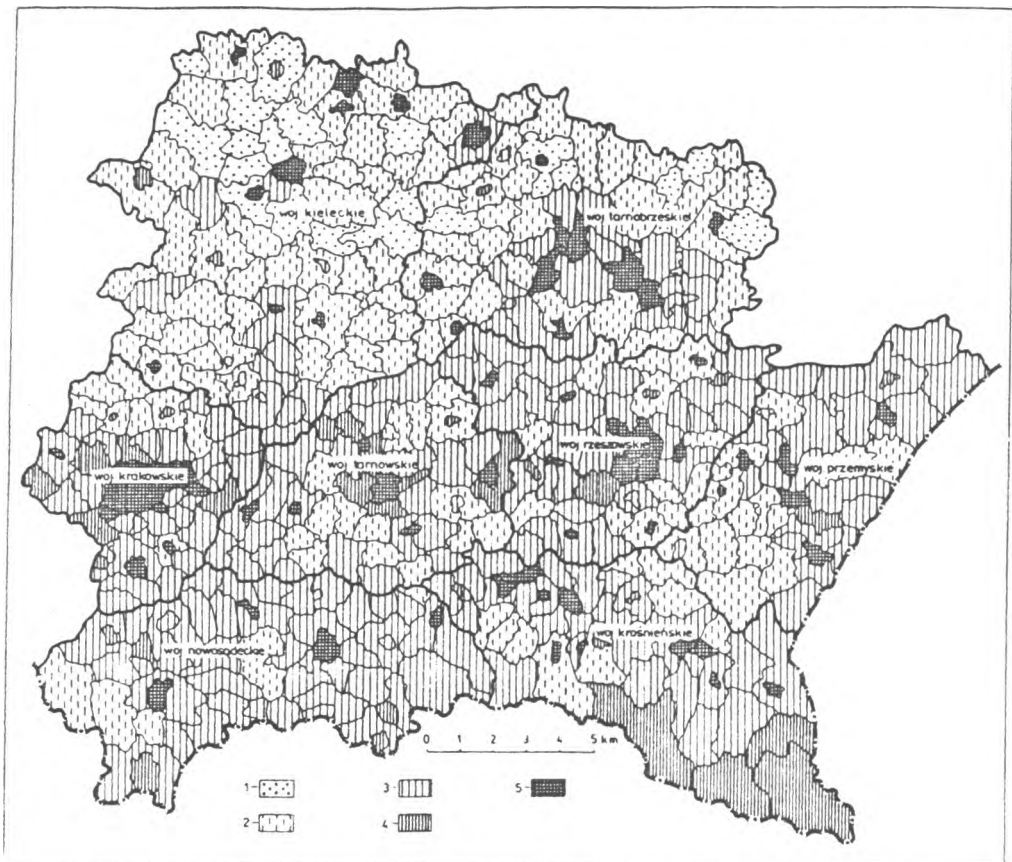 woj kieleckie
woj tarnobrzeskie
woj krakowskie
woj tarnowskie
woj rzeszowskie
woj przemyskie
woj nowosądeckie
woj krośnieńskie
0 1 2 3 4 5 km
1- 3- 5-
2- 4-